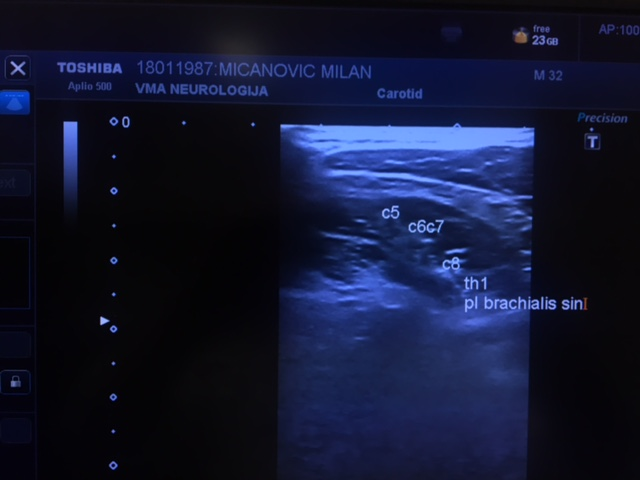 free
23GB
AP:100
TOSHIBA
18011987:MICANOVIC MILAN
M 32
Aplio 500
VMA NEUROLOGIJA
Carotid
Precision
T
0
c5
c6c7
c8
th1
pl brachialis sin